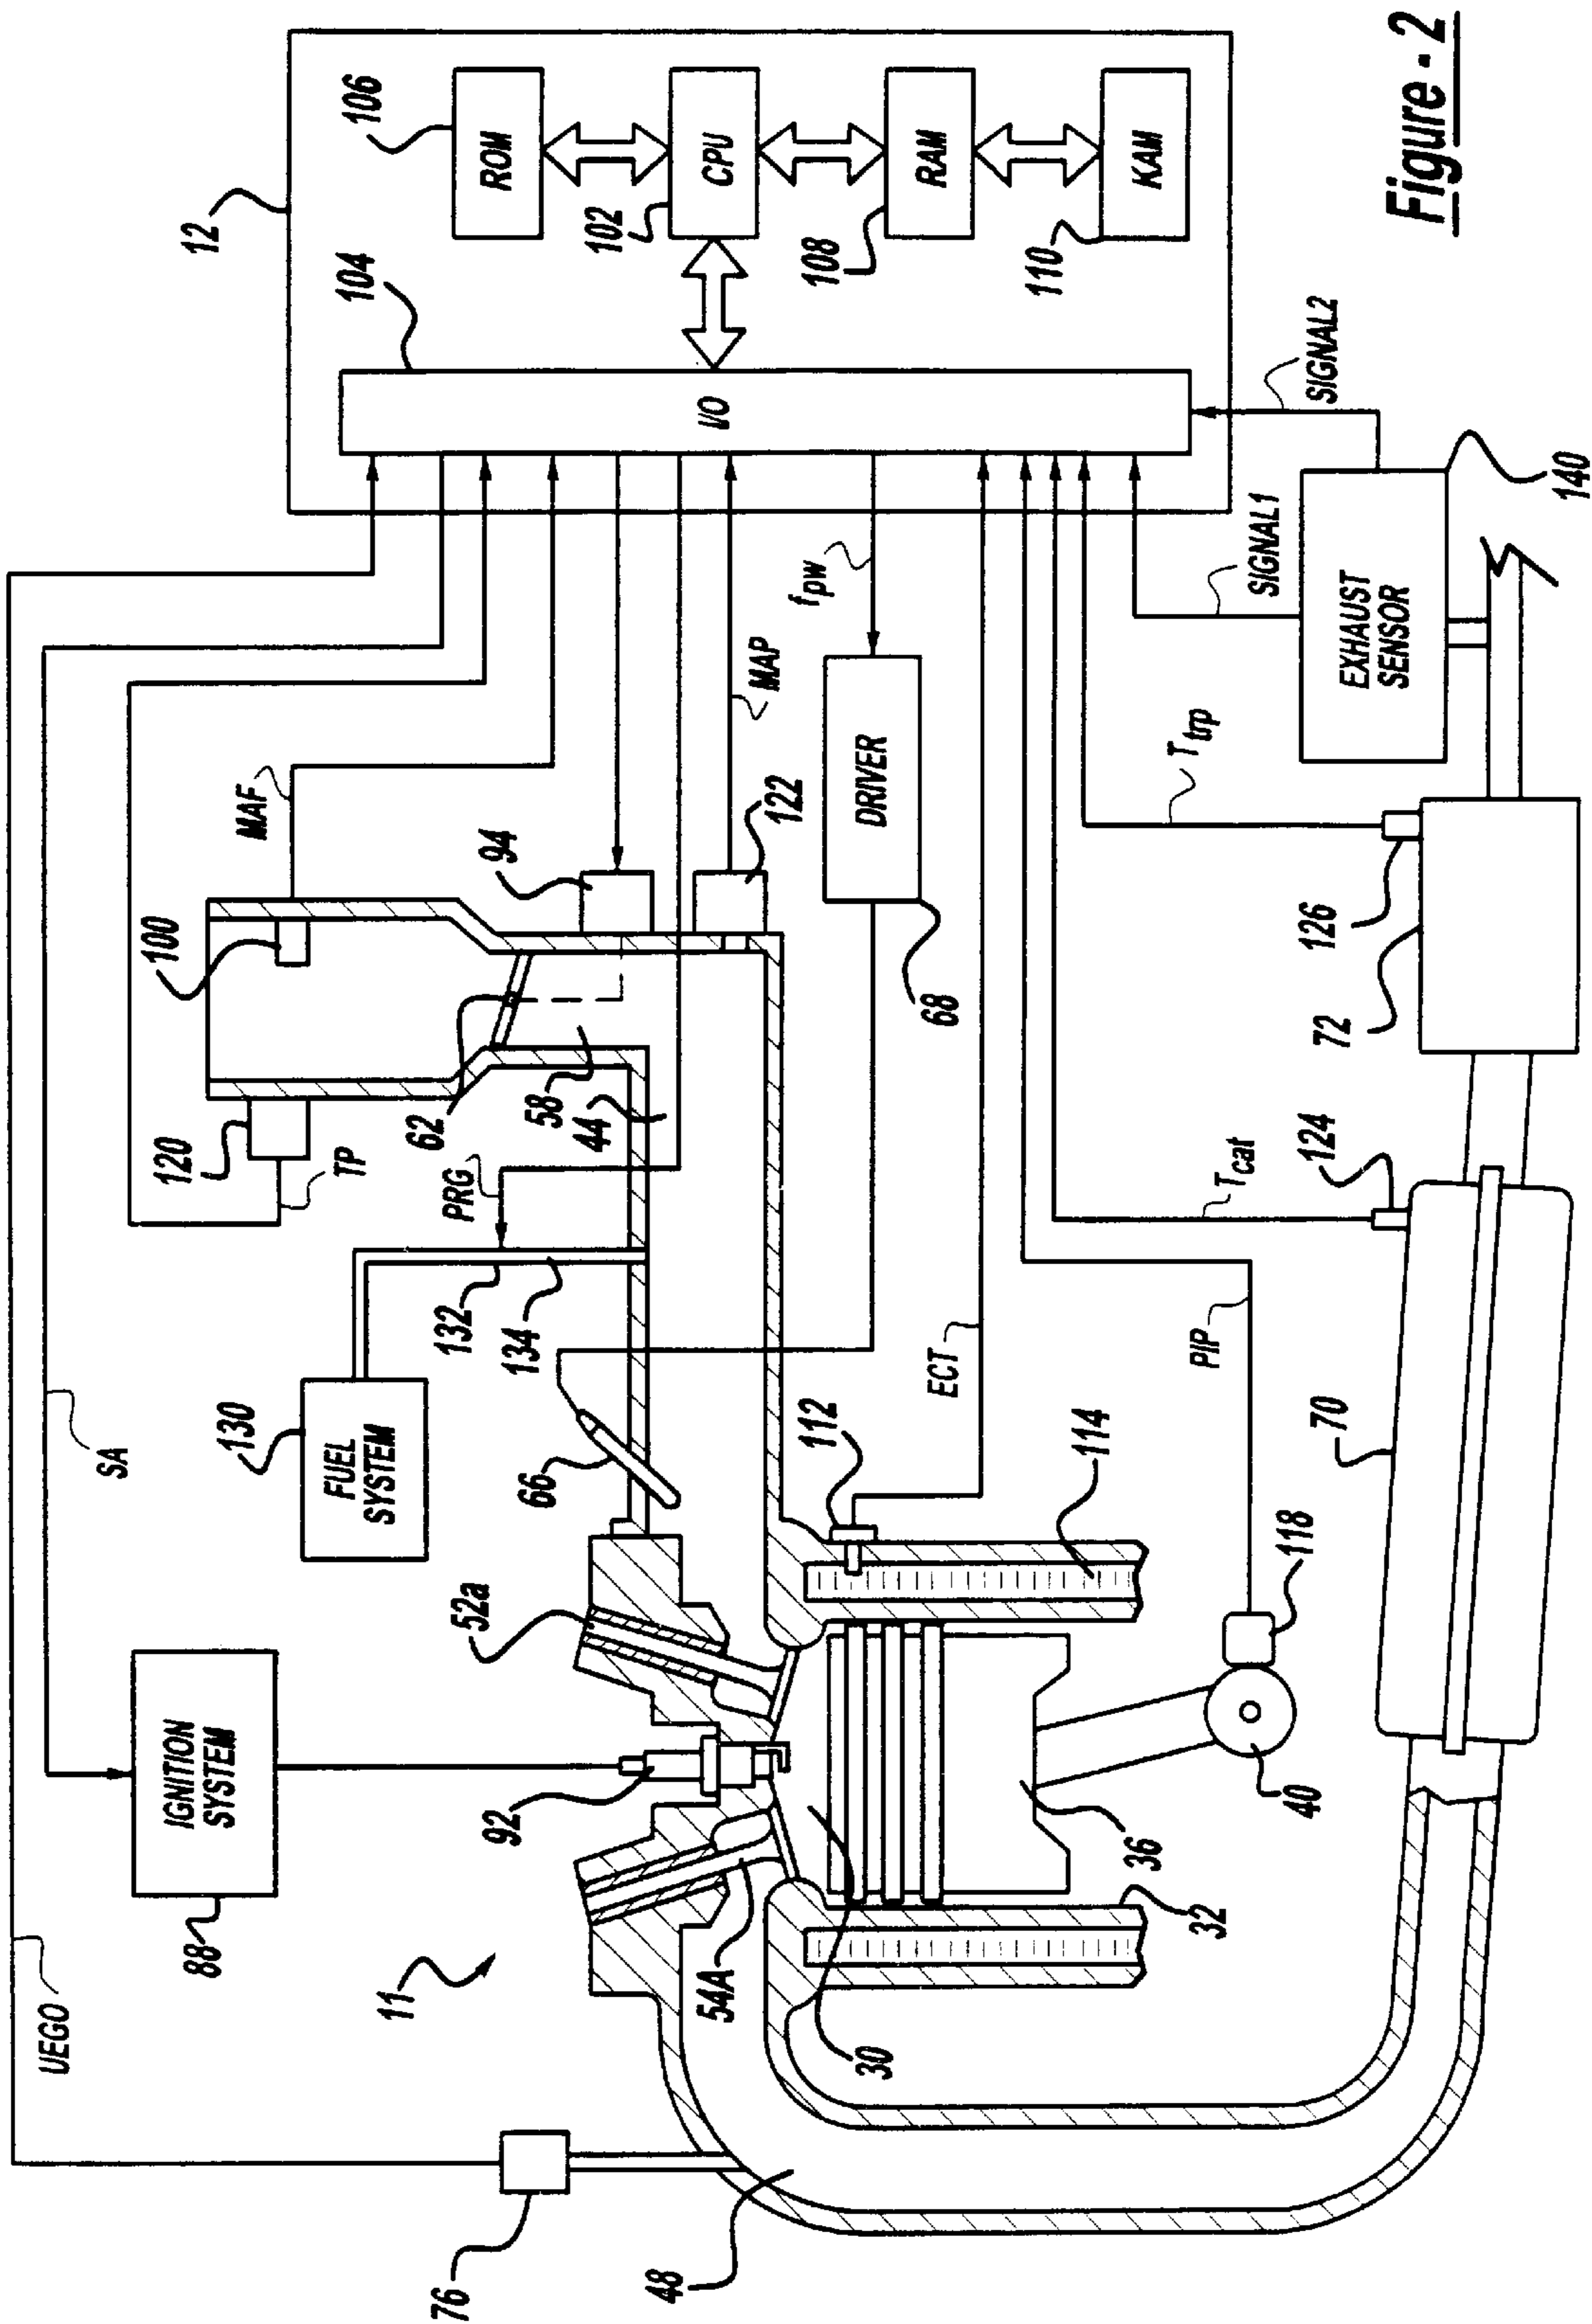 UEGO
SA
12
104
106
ROM
102
CPU
108
RAM
110
KAM
I/O
88
IGNITION
SYSTEM
130
FUEL
SYSTEM
120
TP
100
MAF
132
134
PRG
62
58
44
94
122
MAP
fpw
DRIVER
68
76
11
92
52a
66
54A
48
30
32
36
40
112
114
118
ECT
PIP
Tcat
Ttrp
70
124
72
126
SIGNAL1
SIGNAL2
EXHAUST
SENSOR
140
Figure - 2